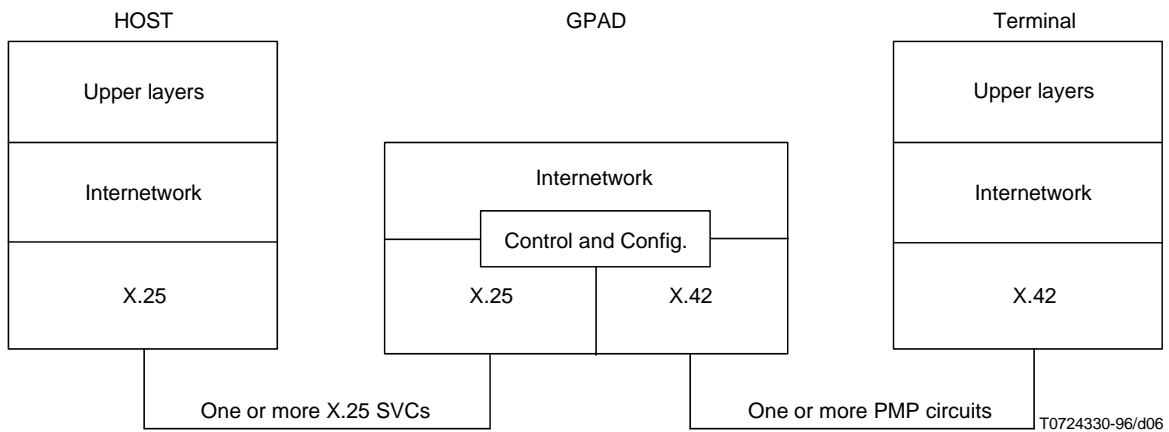 HOST
GPAD
Terminal
Upper layers
Upper layers
Internetwork
Internetwork
Internetwork
Control and Config.
X.25
X.25
X.42
X.42
One or more X.25 SVCs
One or more PMP circuits
T0724330-96/d06